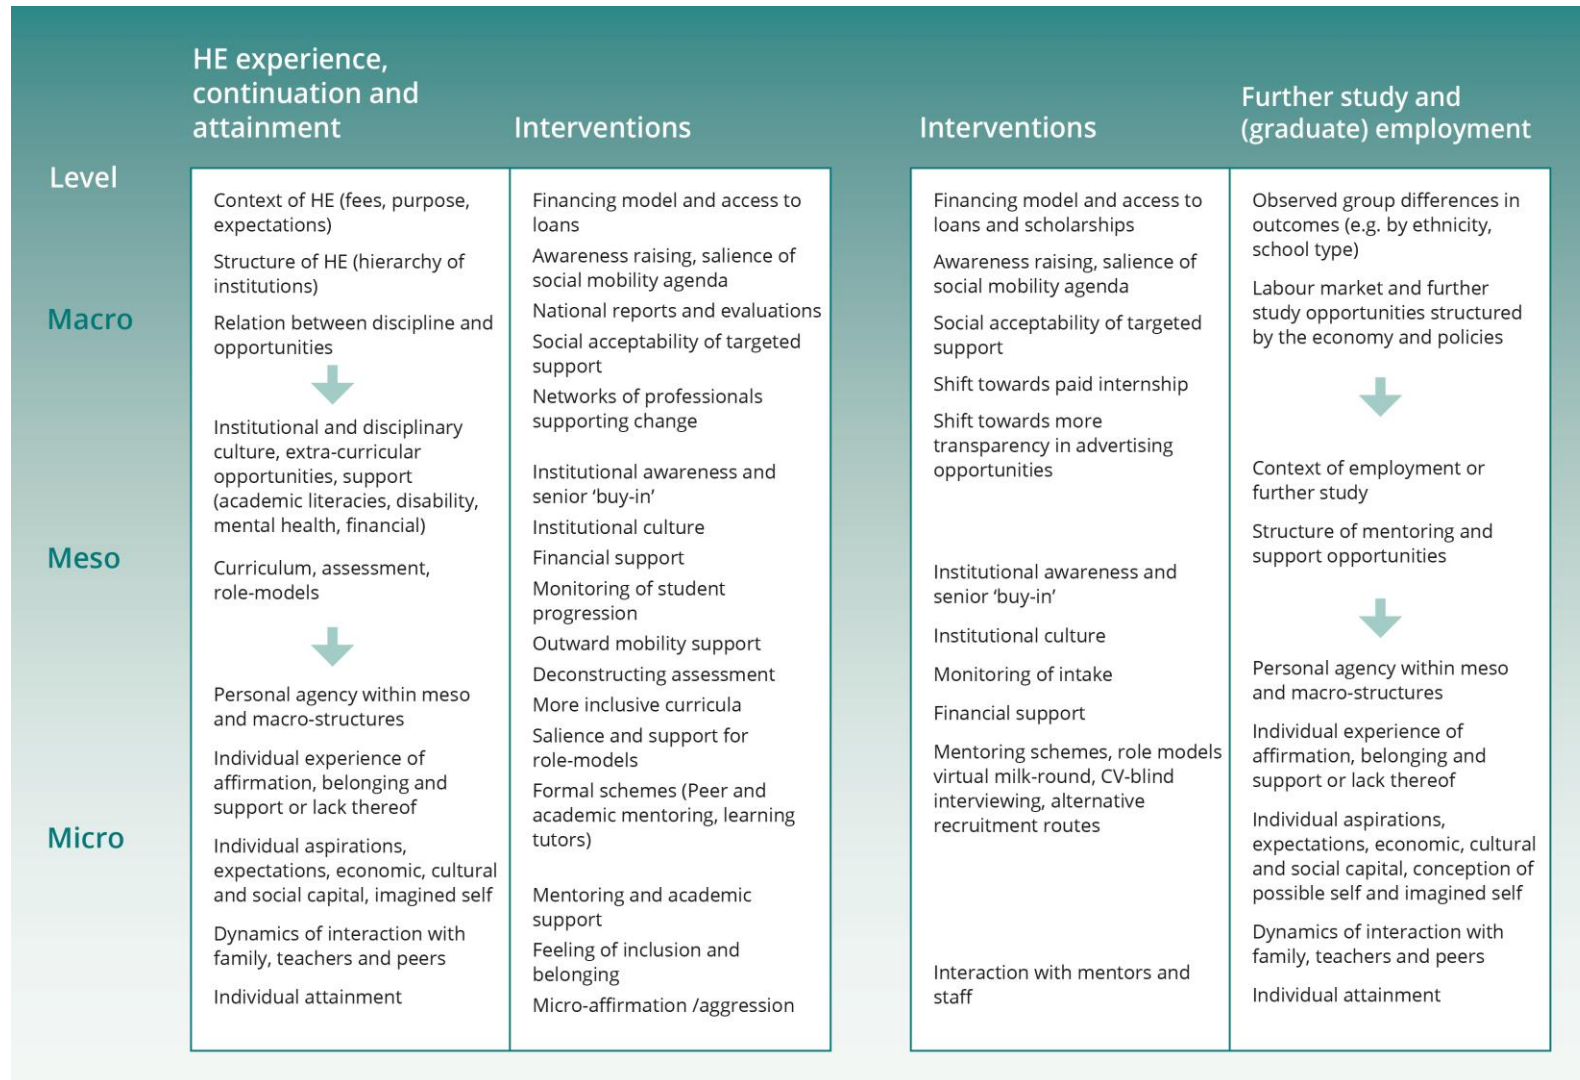 HE experience,
continuation and
attainment
Interventions
Interventions
Further study and
(graduate) employment
Level
Macro
Meso
Micro
Context of HE (fees, purpose,
expectations)
Structure of HE (hierarchy of
institutions)
Relation between discipline and
opportunities
Institutional and disciplinary
culture, extra-curricular
opportunities, support
(academic literacies, disability,
mental health, financial)
Curriculum, assessment,
role-models
Personal agency within meso
and macro-structures
Individual experience of
affirmation, belonging and
support or lack thereof
Individual aspirations,
expectations, economic, cultural
and social capital, imagined self
Dynamics of interaction with
family, teachers and peers
Individual attainment
Financing model and access to
loans
Awareness raising, salience of
social mobility agenda
National reports and evaluations
Social acceptability of targeted
support
Networks of professionals
supporting change
Institutional awareness and
senior ‘buy-in’
Institutional culture
Financial support
Monitoring of student
progression
Outward mobility support
Deconstructing assessment
More inclusive curricula
Salience and support for
role-models
Formal schemes (Peer and
academic mentoring, learning
tutors)
Mentoring and academic
support
Feeling of inclusion and
belonging
Micro-affirmation /aggression
Financing model and access to
loans and scholarships
Awareness raising, salience of
social mobility agenda
Social acceptability of targeted
support
Shift towards paid internship
Shift towards more
transparency in advertising
opportunities
Institutional awareness and
senior ‘buy-in’
Institutional culture
Monitoring of intake
Financial support
Mentoring schemes, role models
virtual milk-round, CV-blind
interviewing, alternative
recruitment routes
Interaction with mentors and
staff
Observed group differences in
outcomes (e.g. by ethnicity,
school type)
Labour market and further
study opportunities structured
by the economy and policies
Context of employment or
further study
Structure of mentoring and
support opportunities
Personal agency within meso
and macro-structures
Individual experience of
affirmation, belonging and
support or lack thereof
Individual aspirations,
expectations, economic, cultural
and social capital, conception of
possible self and imagined self
Dynamics of interaction with
family, teachers and peers
Individual attainment